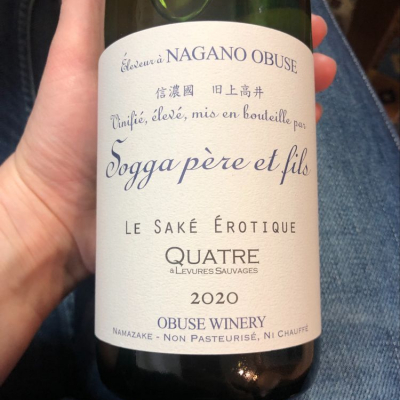 Éleveur à NAGANO OBUSE
信濃國 旧上高井
Vinifié, élevé, mis en bouteille par
Sogga père et fils
LE SAKÉ ÉROTIQUE
QUATRE
à LEVURES SAUVAGES
2020
OBUSE WINERY
NAMAZAKE - NON PASTEURISÉ, NI CHAUFFÉ